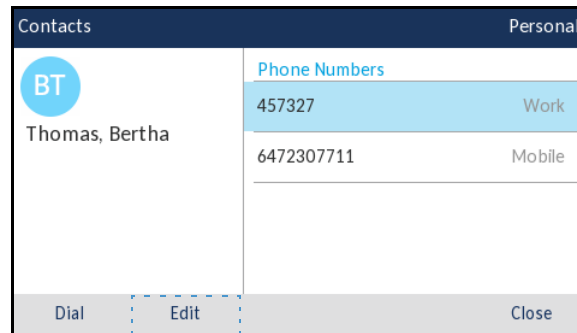 Contacts Personal
BT
Thomas, Bertha
Phone Numbers
457327 Work
6472307711 Mobile
Dial Edit Close